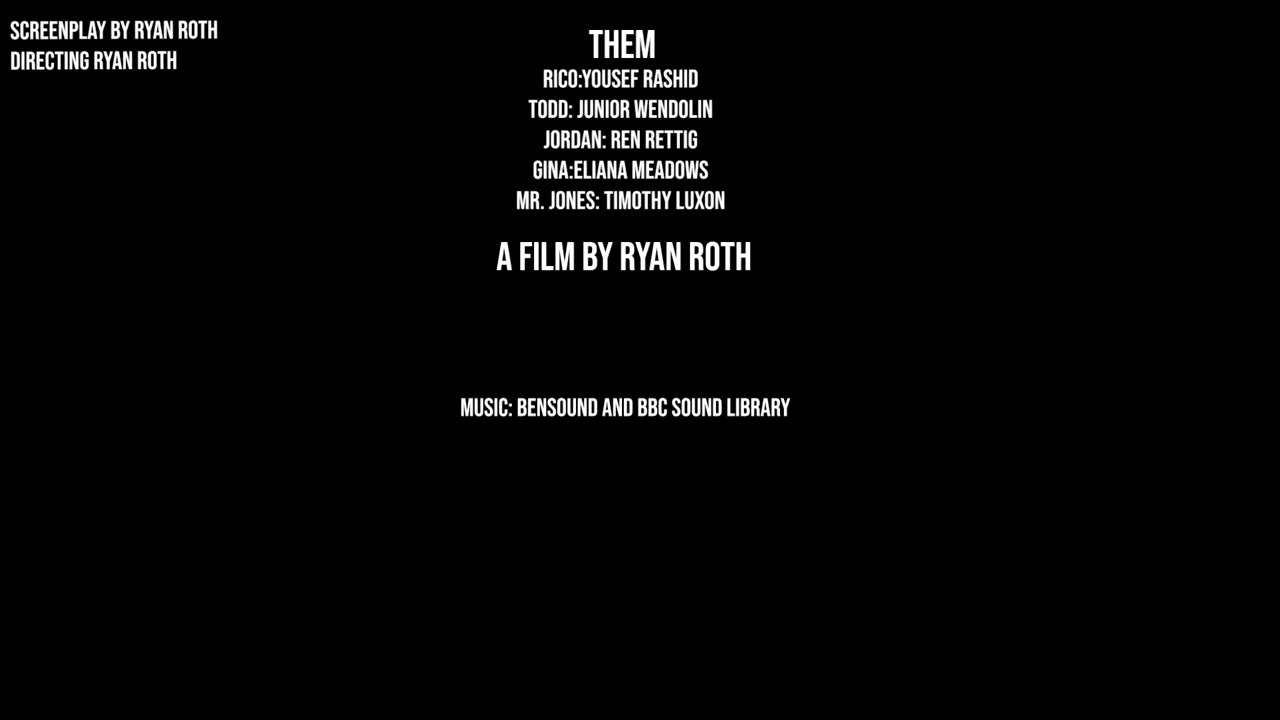 SCREENPLAY BY RYAN ROTH
DIRECTING RYAN ROTH
THEM
RICO:YOUSEF RASHID
TODD: JUNIOR WENDOLIN
JORDAN: REN RETTIG
GINA:ELIANA MEADOWS
MR. JONES: TIMOTHY LUXON
A FILM BY RYAN ROTH
MUSIC: BENSOUND AND BBC SOUND LIBRARY